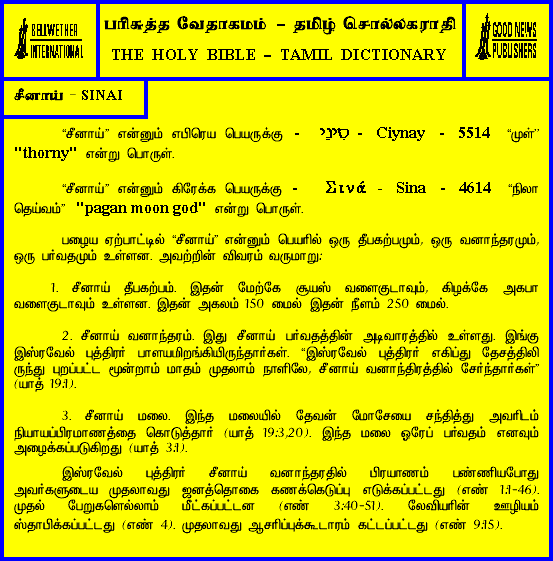 BELLWETHER
INTERNATIONAL
பரிசுத்த வேதாகமம் – தமிழ் சொல்லகராதி
THE HOLY BIBLE – TAMIL DICTIONARY
GOOD NEWS
PUBLISHERS
சீனாய் - SINAI
“சீனாய்” என்னும் எபிரெய பெயருக்கு - סִינַי - Ciynay - 5514 “முள்”
"thorny" என்று பொருள்.
“சீனாய்” என்னும் கிரேக்க பெயருக்கு - Σινά - Sina - 4614 “நிலா
தெய்வம்” "pagan moon god" என்று பொருள்.
பழைய ஏற்பாட்டில் “சீனாய்” என்னும் பெயரில் ஒரு தீபகற்பமும், ஒரு வனாந்தரமும்,
ஒரு பர்வதமும் உள்ளன. அவற்றின் விவரம் வருமாறு:
1. சீனாய் தீபகற்பம். இதன் மேற்கே சூயஸ் வளைகுடாவும், கிழக்கே அகபா
வளைகுடாவும் உள்ளன. இதன் அகலம் 150 மைல் இதன் நீளம் 250 மைல்.
2. சீனாய் வனாந்தரம். இது சீனாய் பர்வதத்தின் அடிவாரத்தில் உள்ளது. இங்கு
இஸ்ரவேல் புத்திரர் பாளயமிறங்கியிருந்தார்கள். “இஸ்ரவேல் புத்திரர் எகிப்து தேசத்திலி
ருந்து புறப்பட்ட மூன்றாம் மாதம் முதலாம் நாளிலே, சீனாய் வனாந்திரத்தில் சேர்ந்தார்கள்”
(யாத் 19:1).
3. சீனாய் மலை. இந்த மலையில் தேவன் மோசேயை சந்தித்து அவரிடம்
நியாயப்பிரமாணத்தை கொடுத்தார் (யாத் 19:3,20). இந்த மலை ஓரேப் பர்வதம் எனவும்
அழைக்கப்படுகிறது (யாத் 3:1).
இஸ்ரவேல் புத்திரர் சீனாய் வனாந்தரதில் பிரயாணம் பண்ணியபோது
அவர்களுடைய முதலாவது ஜனத்தொகை கணக்கெடுப்பு எடுக்கப்பட்டது (எண் 1:1-46).
முதல் பேறுகளெல்லாம் மீட்கப்பட்டன (எண் 3:40-51). லேவியரின் ஊழியம்
ஸ்தாபிக்கப்பட்டது (எண் 4). முதலாவது ஆசரிப்புக்கூடாரம் கட்டப்பட்டது (எண் 9:15).